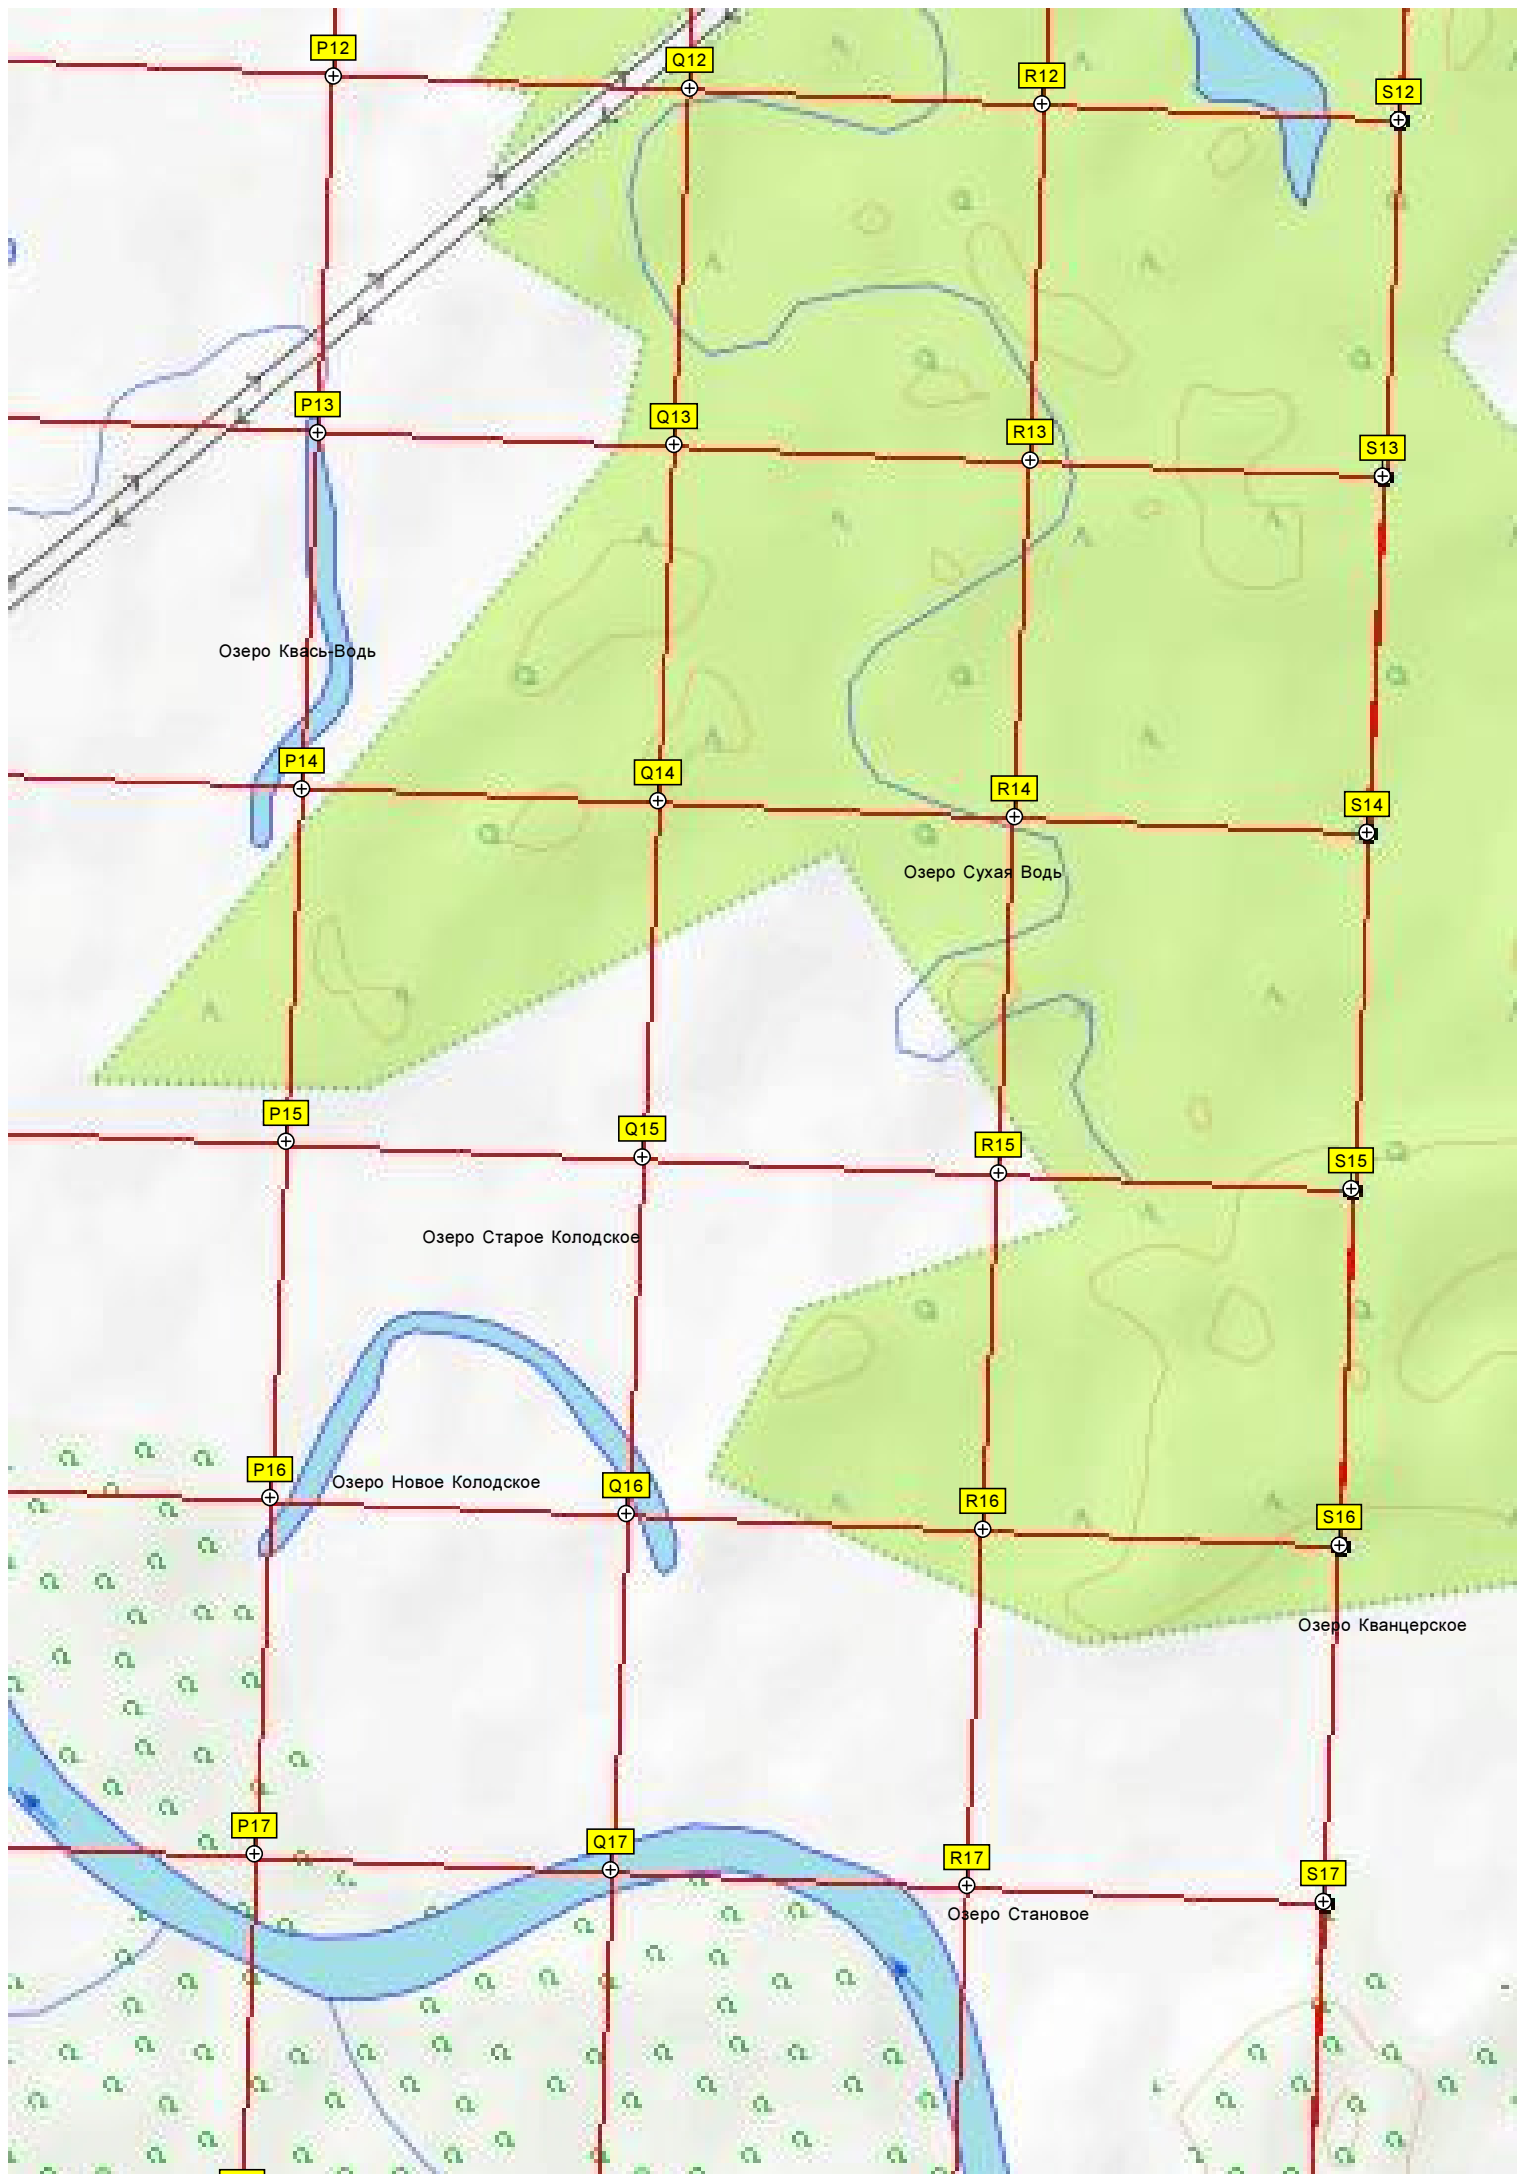 P12
Q12
R12
S12
P13
Q13
R13
S13
ОзероКвась-Водь
P14
Q14
R14
S14
Озеро Сухая Водь
P15
Q15
R15
S15
Озеро Старое Колодское
P16
Озеро Новое Колодское
Q16
R16
S16
Озеро Кванцерское
P17
Q17
R17
S17
Озеро Становое